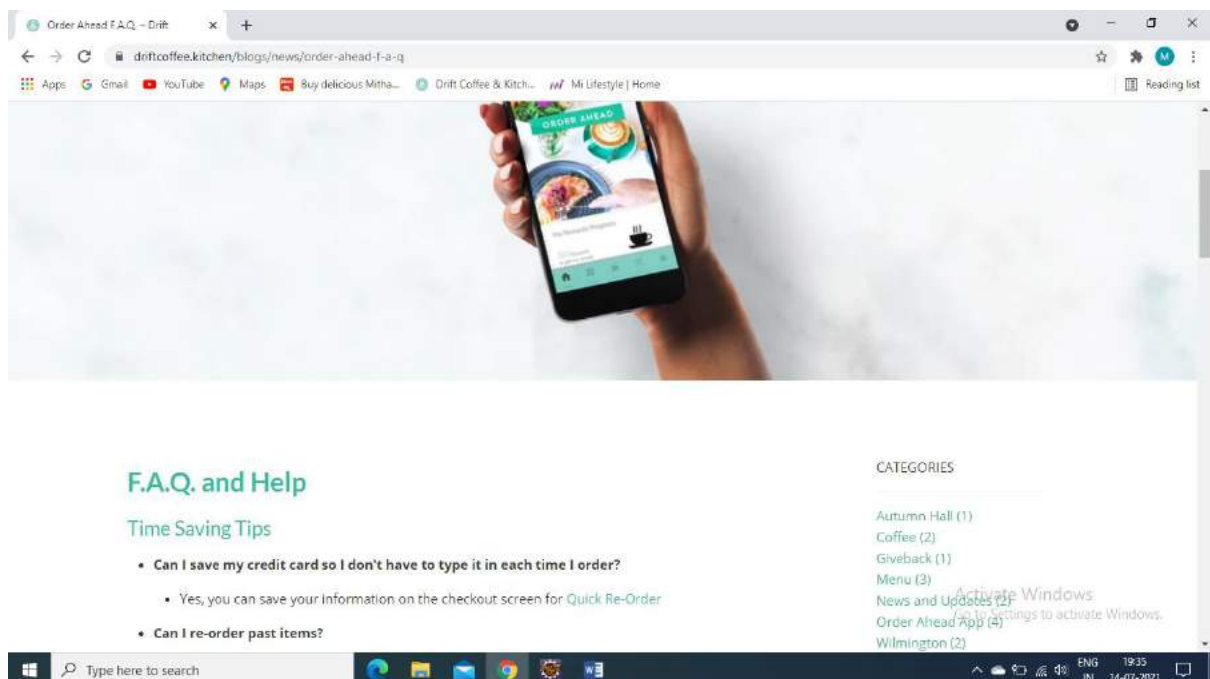 Order Ahead F.A.Q. – Drift
driftcoffee.kitchen/blogs/news/order-ahead-f-a-q
M
Apps Gmail YouTube Maps Buy delicious Mitha... Drift Coffee & Kitch... Mi Lifestyle | Home Reading list
ORDER AHEAD
My Rewards Progress
F.A.Q. and Help
Time Saving Tips
• Can I save my credit card so I don't have to type it in each time I order?
• Yes, you can save your information on the checkout screen for Quick Re-Order
• Can I re-order past items?
CATEGORIES
Autumn Hall (1)
Coffee (2)
Giveback (1)
Menu (3)
News and Updates (2)
Order Ahead App (4)
Wilmington (2)
Activate Windows
Go to Settings to activate Windows.
Type here to search
ENG 19:35
IN 14-07-2021